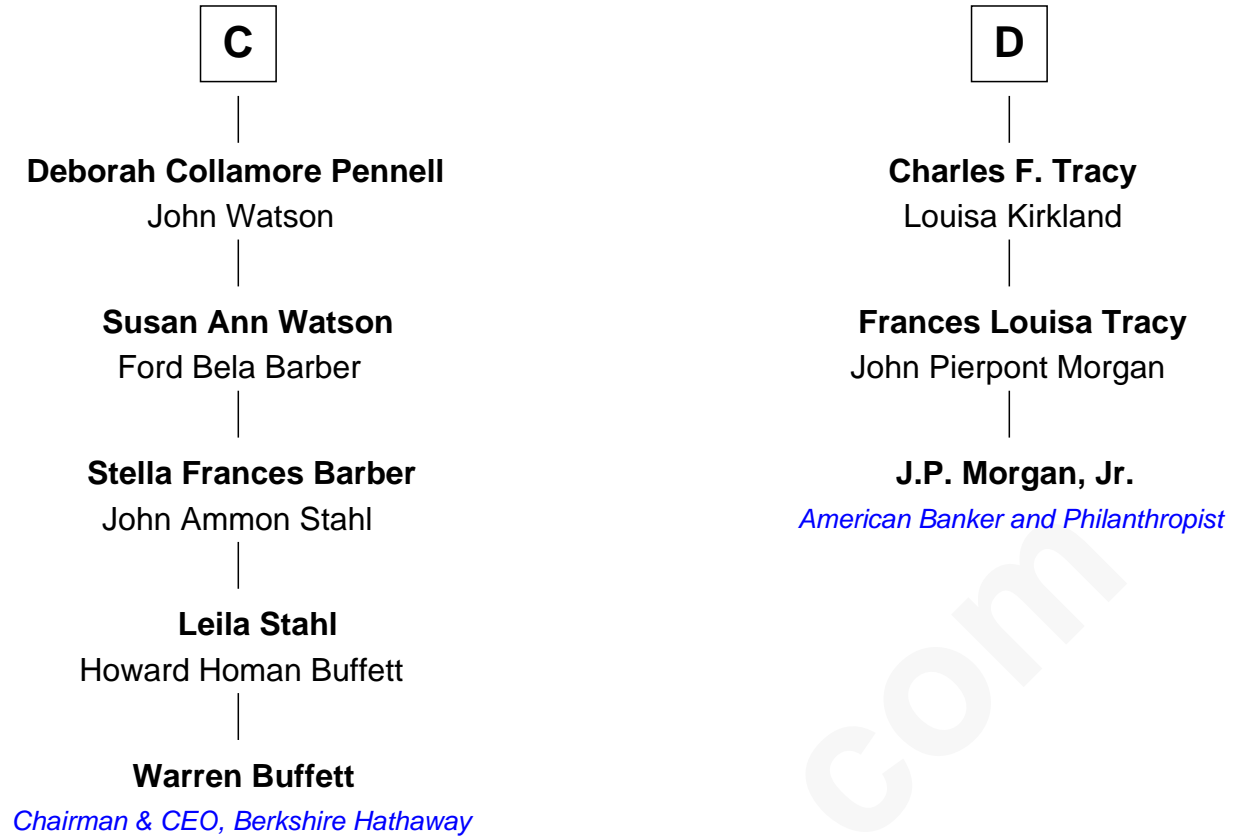 C
Deborah Collamore Pennell
John Watson
Susan Ann Watson
Ford Bela Barber
Stella Frances Barber
John Ammon Stahl
Leila Stahl
Howard Homan Buffett
Warren Buffett
Chairman & CEO, Berkshire Hathaway
D
Charles F. Tracy
Louisa Kirkland
Frances Louisa Tracy
John Pierpont Morgan
J.P. Morgan, Jr.
American Banker and Philanthropist
com